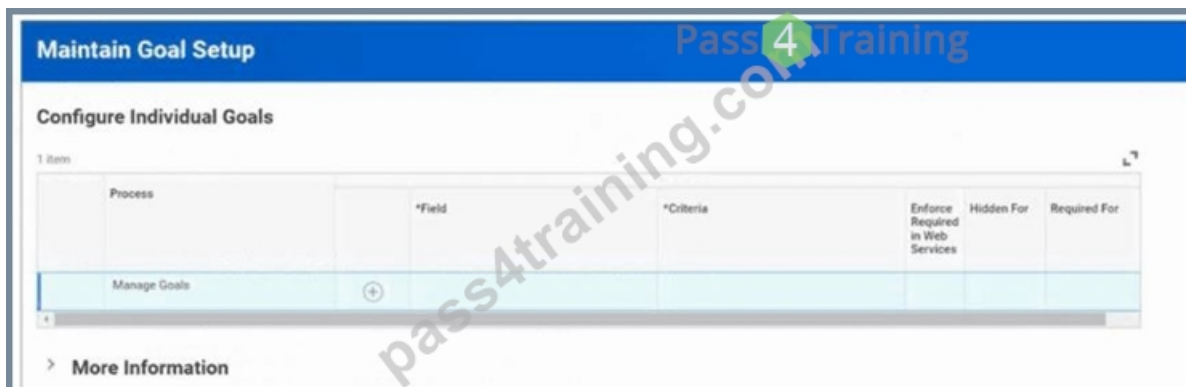 Maintain Goal Setup
Pass 4 Training
Configure Individual Goals
1 item
Process
*Field
*Criteria
Enforce Required in Web Services
Hidden For
Required For
Manage Goals
More Information
pass4training.com